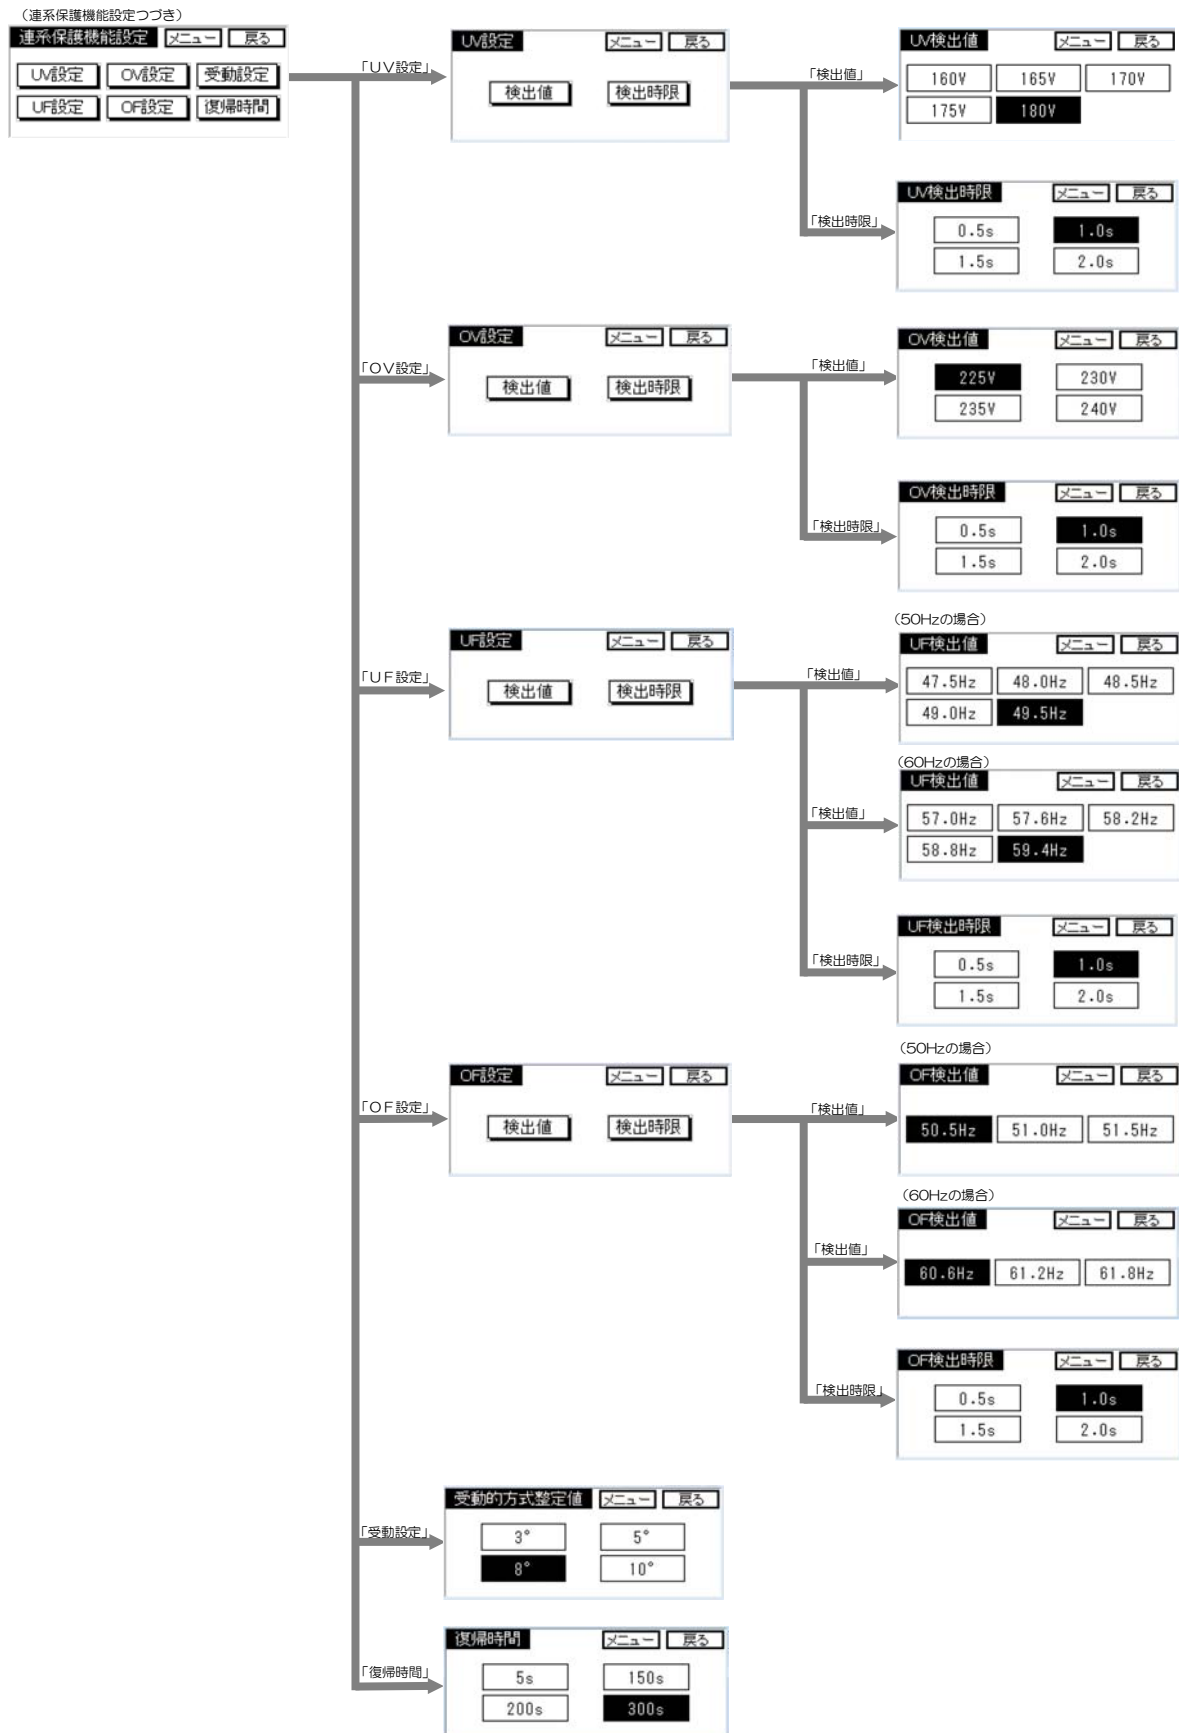 （連系保護機能設定つづき）
連系保護機能設定 メニュー 戻る
UV設定 OV設定 受動設定
UF設定 OF設定 復帰時間
「UV設定」
UV設定 メニュー 戻る
検出値 検出時限
「検出値」
UV検出値 メニュー 戻る
160V 165V 170V
175V 180V
「検出時限」
UV検出時限 メニュー 戻る
0.5s 1.0s
1.5s 2.0s
「OV設定」
OV設定 メニュー 戻る
検出値 検出時限
「検出値」
OV検出値 メニュー 戻る
225V 230V
235V 240V
「検出時限」
OV検出時限 メニュー 戻る
0.5s 1.0s
1.5s 2.0s
「UF設定」
UF設定 メニュー 戻る
検出値 検出時限
（50Hzの場合）
「検出値」
UF検出値 メニュー 戻る
47.5Hz 48.0Hz 48.5Hz
49.0Hz 49.5Hz
（60Hzの場合）
「検出値」
UF検出値 メニュー 戻る
57.0Hz 57.6Hz 58.2Hz
58.8Hz 59.4Hz
「検出時限」
UF検出時限 メニュー 戻る
0.5s 1.0s
1.5s 2.0s
「OF設定」
OF設定 メニュー 戻る
検出値 検出時限
（50Hzの場合）
「検出値」
OF検出値 メニュー 戻る
50.5Hz 51.0Hz 51.5Hz
（60Hzの場合）
「検出値」
OF検出値 メニュー 戻る
60.6Hz 61.2Hz 61.8Hz
「検出時限」
OF検出時限 メニュー 戻る
0.5s 1.0s
1.5s 2.0s
「受動設定」
受動的方式整定値 メニュー 戻る
3° 5°
8° 10°
「復帰時間」
復帰時間 メニュー 戻る
5s 150s
200s 300s